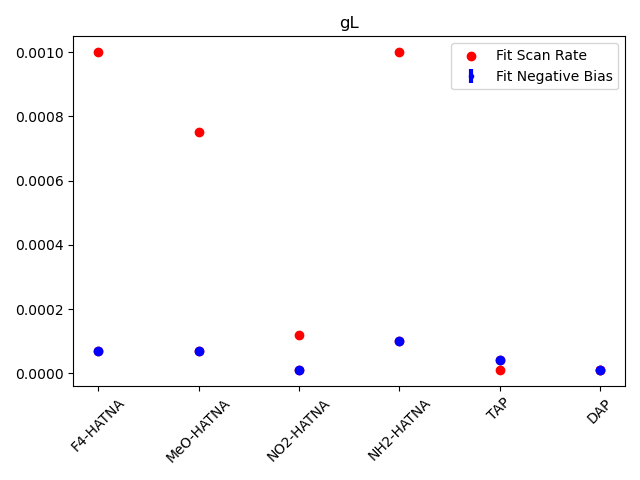 gL
Fit Scan Rate
Fit Negative Bias
0.0010
0.0008
0.0006
0.0004
0.0002
0.0000
F4-HATNA
MeO-HATNA
NO2-HATNA
NH2-HATNA
TAP
DAP